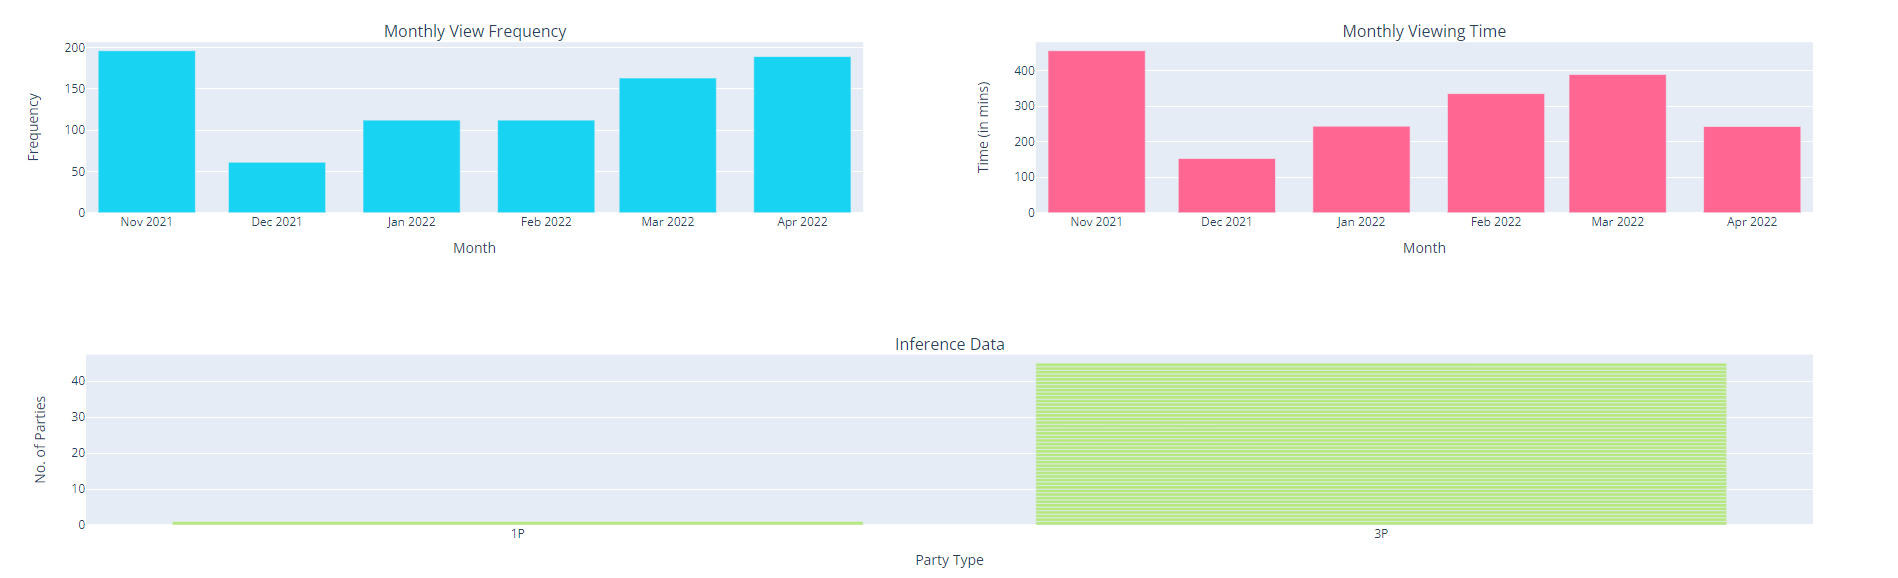 Monthly View Frequency
Frequency
200
150
100
50
0
Nov 2021 Dec 2021 Jan 2022 Feb 2022 Mar 2022 Apr 2022
Month
Monthly Viewing Time
Time (in mins)
400
300
200
100
0
Nov 2021 Dec 2021 Jan 2022 Feb 2022 Mar 2022 Apr 2022
Month
Inference Data
No. of Parties
40
30
20
10
0
1P 3P
Party Type